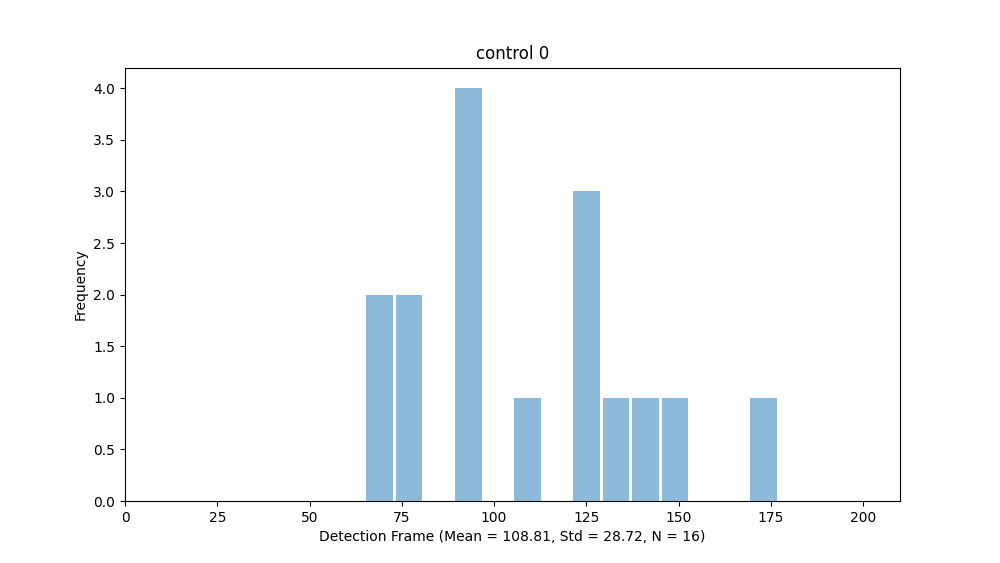 control 0
4.0
3.5
3.0
2.5
2.0
1.5
1.0
0.5
0.0
Frequency
0 25 50 75 100 125 150 175 200
Detection Frame (Mean = 108.81, Std = 28.72, N = 16)